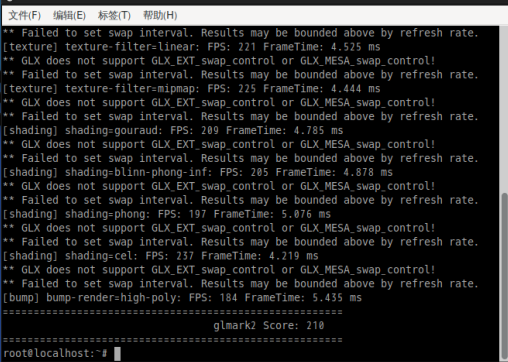 文件(F) 编辑(E) 标签(T) 帮助(H)
** Failed to set swap interval. Results may be bounded above by refresh rate.
[texture] texture-filter=linear: FPS: 221 FrameTime: 4.525 ms
** GLX does not support GLX_EXT_swap_control or GLX_MESA_swap_control!
** Failed to set swap interval. Results may be bounded above by refresh rate.
[texture] texture-filter=mipmap: FPS: 225 FrameTime: 4.444 ms
** GLX does not support GLX_EXT_swap_control or GLX_MESA_swap_control!
** Failed to set swap interval. Results may be bounded above by refresh rate.
[shading] shading=gouraud: FPS: 209 FrameTime: 4.785 ms
** GLX does not support GLX_EXT_swap_control or GLX_MESA_swap_control!
** Failed to set swap interval. Results may be bounded above by refresh rate.
[shading] shading=blinn-phong-inf: FPS: 205 FrameTime: 4.878 ms
** GLX does not support GLX_EXT_swap_control or GLX_MESA_swap_control!
** Failed to set swap interval. Results may be bounded above by refresh rate.
[shading] shading=phong: FPS: 197 FrameTime: 5.076 ms
** GLX does not support GLX_EXT_swap_control or GLX_MESA_swap_control!
** Failed to set swap interval. Results may be bounded above by refresh rate.
[shading] shading=cel: FPS: 237 FrameTime: 4.219 ms
** GLX does not support GLX_EXT_swap_control or GLX_MESA_swap_control!
** Failed to set swap interval. Results may be bounded above by refresh rate.
[bump] bump-render=high-poly: FPS: 184 FrameTime: 5.435 ms
=======================================================
glmark2 Score: 210
=======================================================
root@localhost:~#